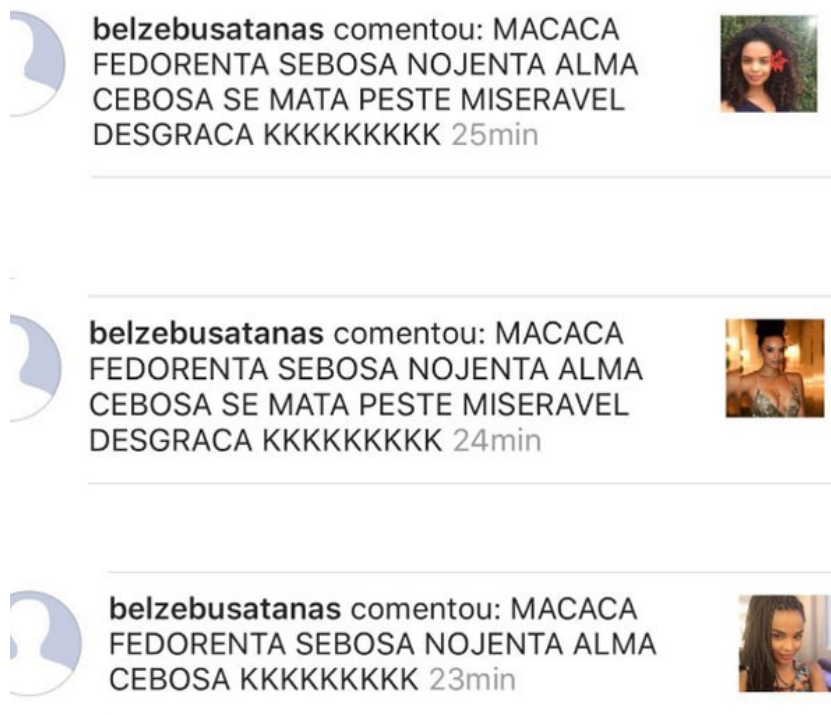 belzebusatanas comentou: MACACA
FEDORENTA SEBOSA NOJENTA ALMA
CEBOSA SE MATA PESTE MISERAVEL
DESGRACA KKKKKKKKK 25min
belzebusatanas comentou: MACACA
FEDORENTA SEBOSA NOJENTA ALMA
CEBOSA SE MATA PESTE MISERAVEL
DESGRACA KKKKKKKKK 24min
belzebusatanas comentou: MACACA
FEDORENTA SEBOSA NOJENTA ALMA
CEBOSA KKKKKKKKK 23min